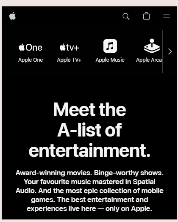 One tv+
Apple One Apple TV+ Apple Music Apple Arca
Meet the
A-list of
entertainment.
Award-winning movies. Binge-worthy shows.
Your favourite music mastered in Spatial
Audio. And the most epic collection of mobile
games. The best entertainment and
experiences live here — only on Apple.